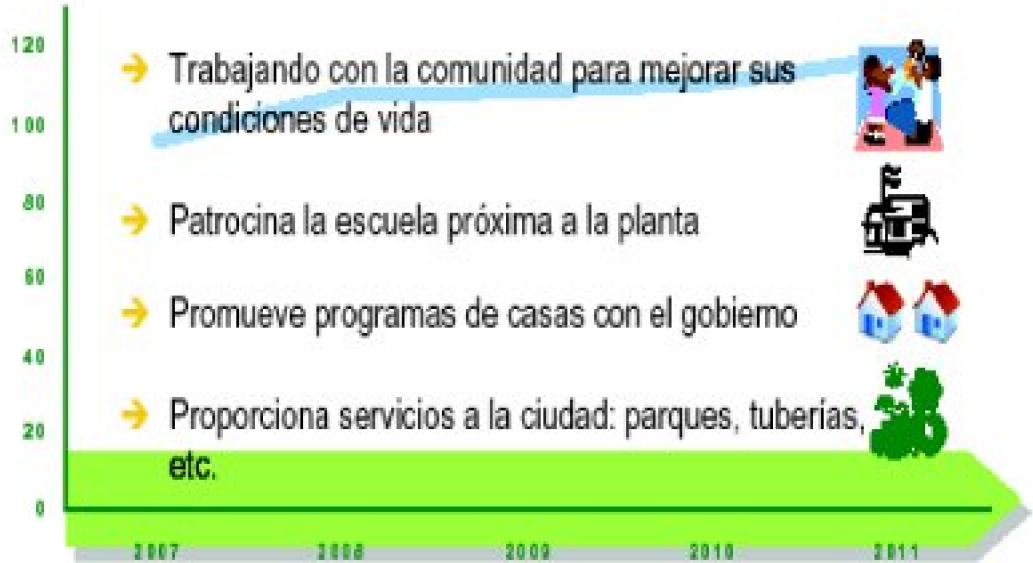 120
Trabajando con la comunidad para mejorar sus
condiciones de vida
100
80
Patrocina la escuela próxima a la planta
60
Promueve programas de casas con el gobierno
40
Proporciona servicios a la ciudad: parques, tuberías,
20
etc.
0
2007 2008 2009 2010 2011